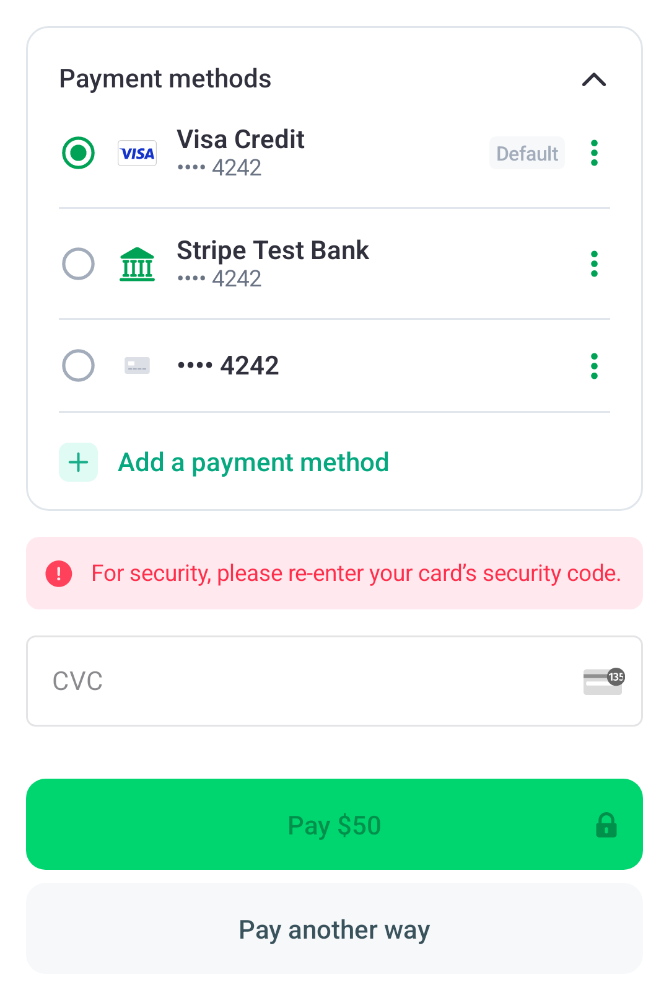 Payment methods
VISA
Visa Credit
•••• 4242
Default
Stripe Test Bank
•••• 4242
•••• 4242
Add a payment method
For security, please re-enter your card’s security code.
CVC
135
Pay $50
Pay another way